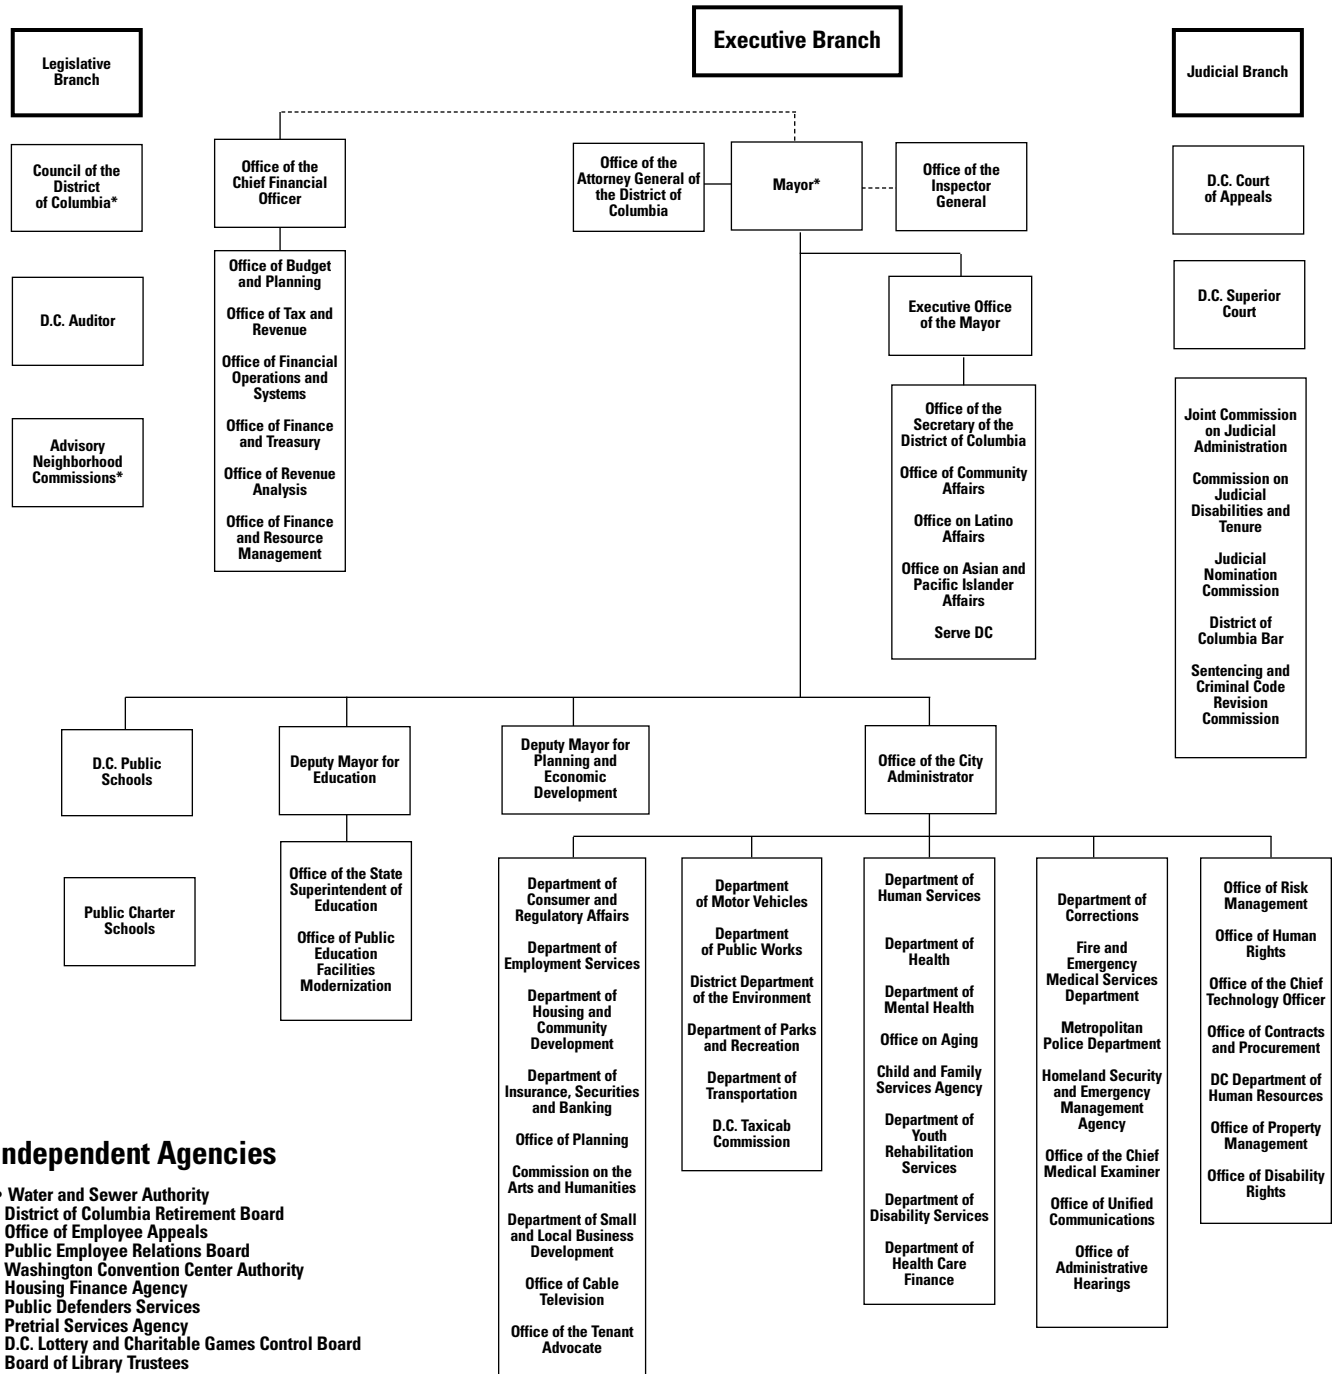 Executive Branch
Legislative
Branch
Judicial Branch
Council of the
District
of Columbia*
Office of the
Chief Financial
Officer
Office of the
Attorney General of
the District of
Columbia
Mayor*
Office of the
Inspector
General
D.C. Court
of Appeals
D.C. Auditor
Office of Budget
and Planning
Office of Tax and
Revenue
Office of Financial
Operations and
Systems
Office of Finance
and Treasury
Office of Revenue
Analysis
Office of Finance
and Resource
Management
Executive Office
of the Mayor
D.C. Superior
Court
Advisory
Neighborhood
Commissions*
Office of the
Secretary of the
District of Columbia
Office of Community
Affairs
Office on Latino
Affairs
Office on Asian and
Pacific Islander
Affairs
Serve DC
Joint Commission
on Judicial
Administration
Commission on
Judicial
Disabilities and
Tenure
Judicial
Nomination
Commission
District of
Columbia Bar
Sentencing and
Criminal Code
Revision
Commission
D.C. Public
Schools
Deputy Mayor for
Education
Deputy Mayor for
Planning and
Economic
Development
Office of the City
Administrator
Public Charter
Schools
Office of the State
Superintendent of
Education
Office of Public
Education
Facilities
Modernization
Department of
Consumer and
Regulatory Affairs
Department of
Employment Services
Department of
Housing and
Community
Development
Department of
Insurance, Securities
and Banking
Office of Planning
Commission on the
Arts and Humanities
Department of Small
and Local Business
Development
Office of Cable
Television
Office of the Tenant
Advocate
Department
of Motor Vehicles
Department
of Public Works
District Department
of the Environment
Department of Parks
and Recreation
Department of
Transportation
D.C. Taxicab
Commission
Department of
Human Services
Department of
Health
Department of
Mental Health
Office on Aging
Child and Family
Services Agency
Department of
Youth
Rehabilitation
Services
Department of
Disability Services
Department of
Health Care
Finance
Department of
Corrections
Fire and
Emergency
Medical Services
Department
Metropolitan
Police Department
Homeland Security
and Emergency
Management
Agency
Office of the Chief
Medical Examiner
Office of Unified
Communications
Office of
Administrative
Hearings
Office of Risk
Management
Office of Human
Rights
Office of the Chief
Technology Officer
Office of Contracts
and Procurement
DC Department of
Human Resources
Office of Property
Management
Office of Disability
Rights
ndependent Agencies
• Water and Sewer Authority
District of Columbia Retirement Board
Office of Employee Appeals
Public Employee Relations Board
Washington Convention Center Authority
Housing Finance Agency
Public Defenders Services
Pretrial Services Agency
D.C. Lottery and Charitable Games Control Board
Board of Library Trustees